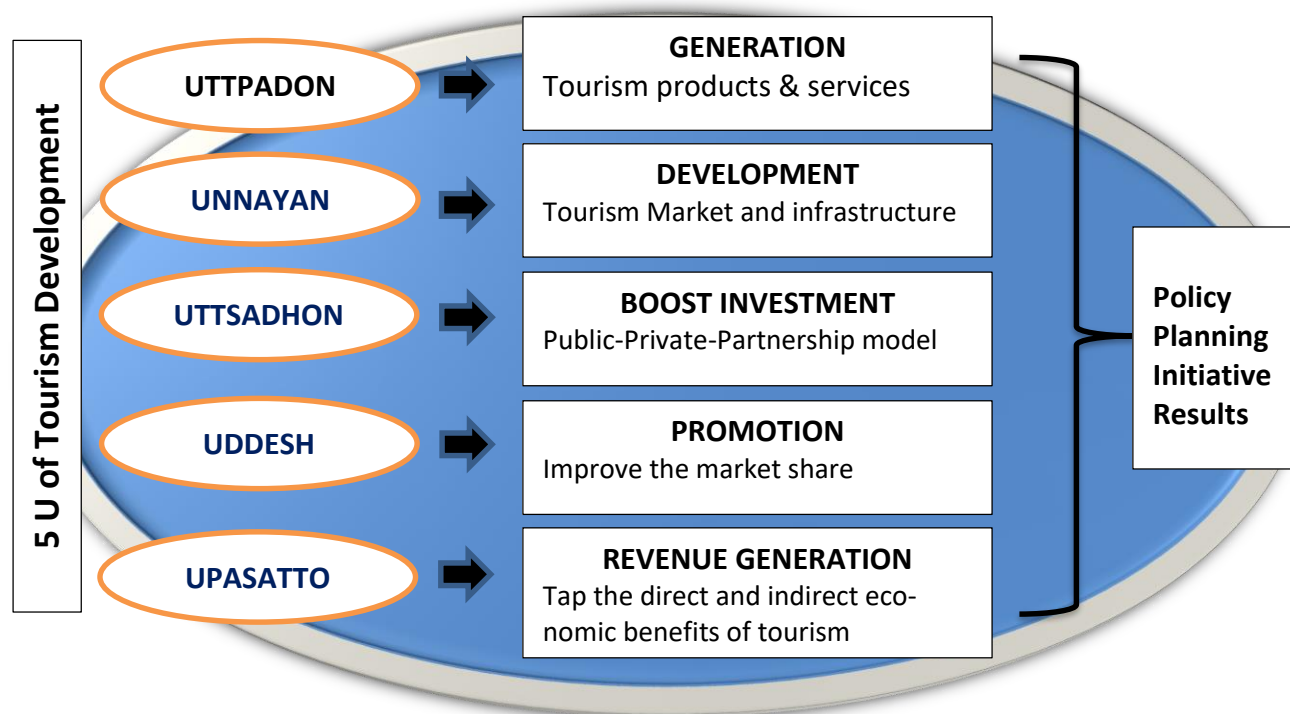 5 U of Tourism Development
UTTPADON
GENERATION
Tourism products & services
UNNAYAN
DEVELOPMENT
Tourism Market and infrastructure
UTTSADHON
BOOST INVESTMENT
Public-Private-Partnership model
UDDESH
PROMOTION
Improve the market share
UPASATTO
REVENUE GENERATION
Tap the direct and indirect eco-
nomic benefits of tourism
Policy
Planning
Initiative
Results